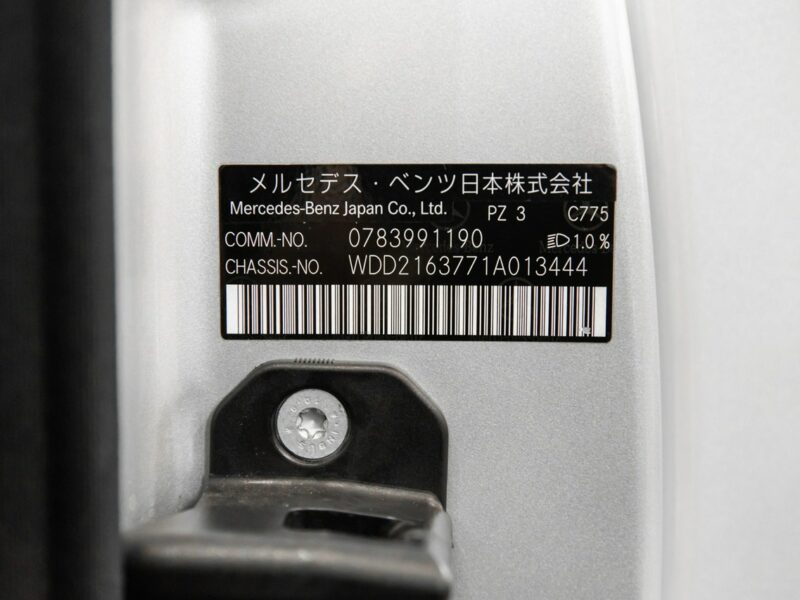 メルセデス・ベンツ日本株式会社
Mercedes-Benz Japan Co., Ltd. PZ 3 C775
COMM.-NO. 0783991190 1.0 %
CHASSIS.-NO. WDD2163771A013444